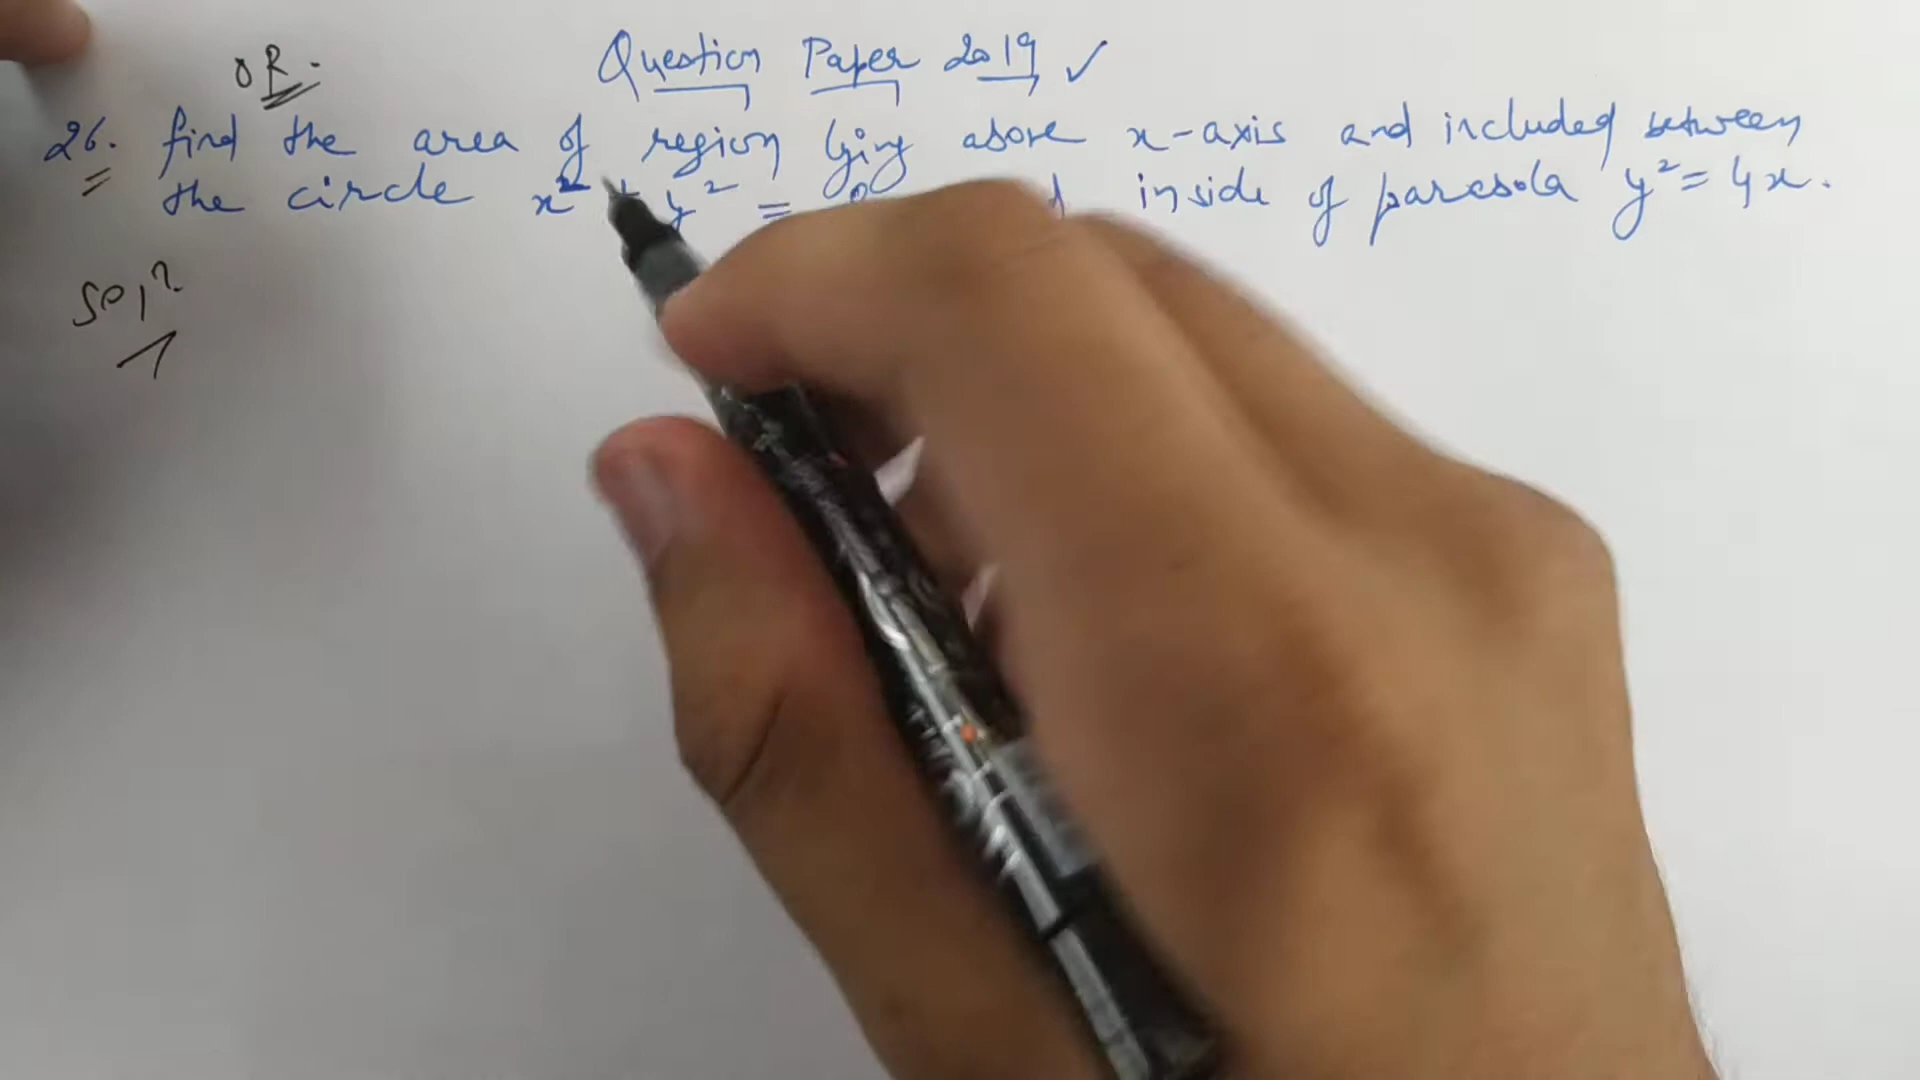 OR.
Question Paper 2019 ✓
26. find the area of region lying above x-axis and included between
the circle x² + y² = inside of parabola y² = 4x.
Soln